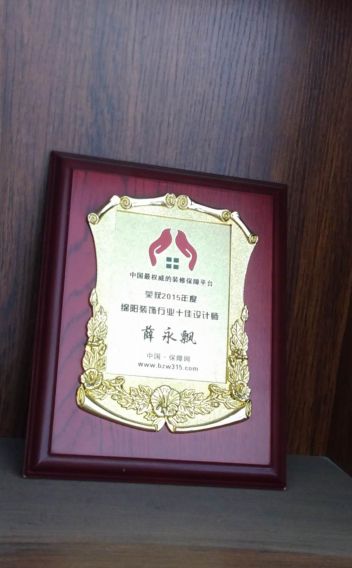 中国最权威的装修保障平台
荣获2015年度
绵阳装饰行业十佳设计师
薛永飘
中国·保障网
www.bzw315.com